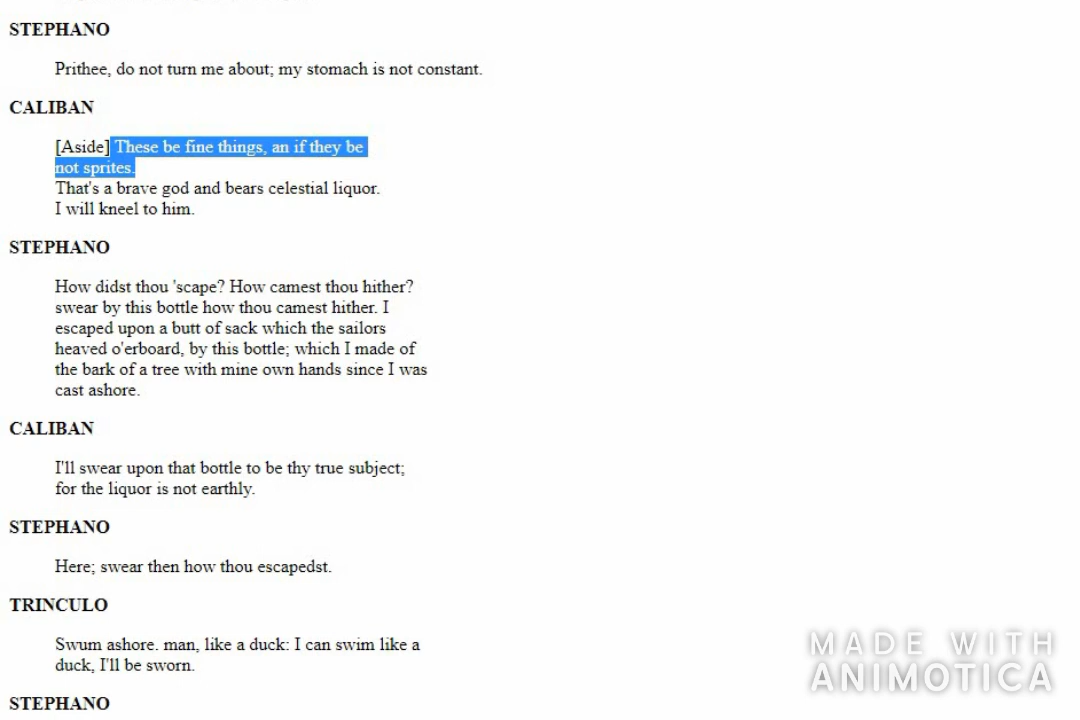 STEPHANO
Prithee, do not turn me about; my stomach is not constant.
CALIBAN
[Aside] These be fine things, an if they be
not sprites.
That's a brave god and bears celestial liquor.
I will kneel to him.
STEPHANO
How didst thou 'scape? How camest thou hither?
swear by this bottle how thou camest hither. I
escaped upon a butt of sack which the sailors
heaved o'erboard, by this bottle; which I made of
the bark of a tree with mine own hands since I was
cast ashore.
CALIBAN
I'll swear upon that bottle to be thy true subject;
for the liquor is not earthly.
STEPHANO
Here; swear then how thou escapedst.
TRINCULO
Swum ashore. man, like a duck: I can swim like a
duck, I'll be sworn.
STEPHANO
MADE WITH
ANIMOTICA